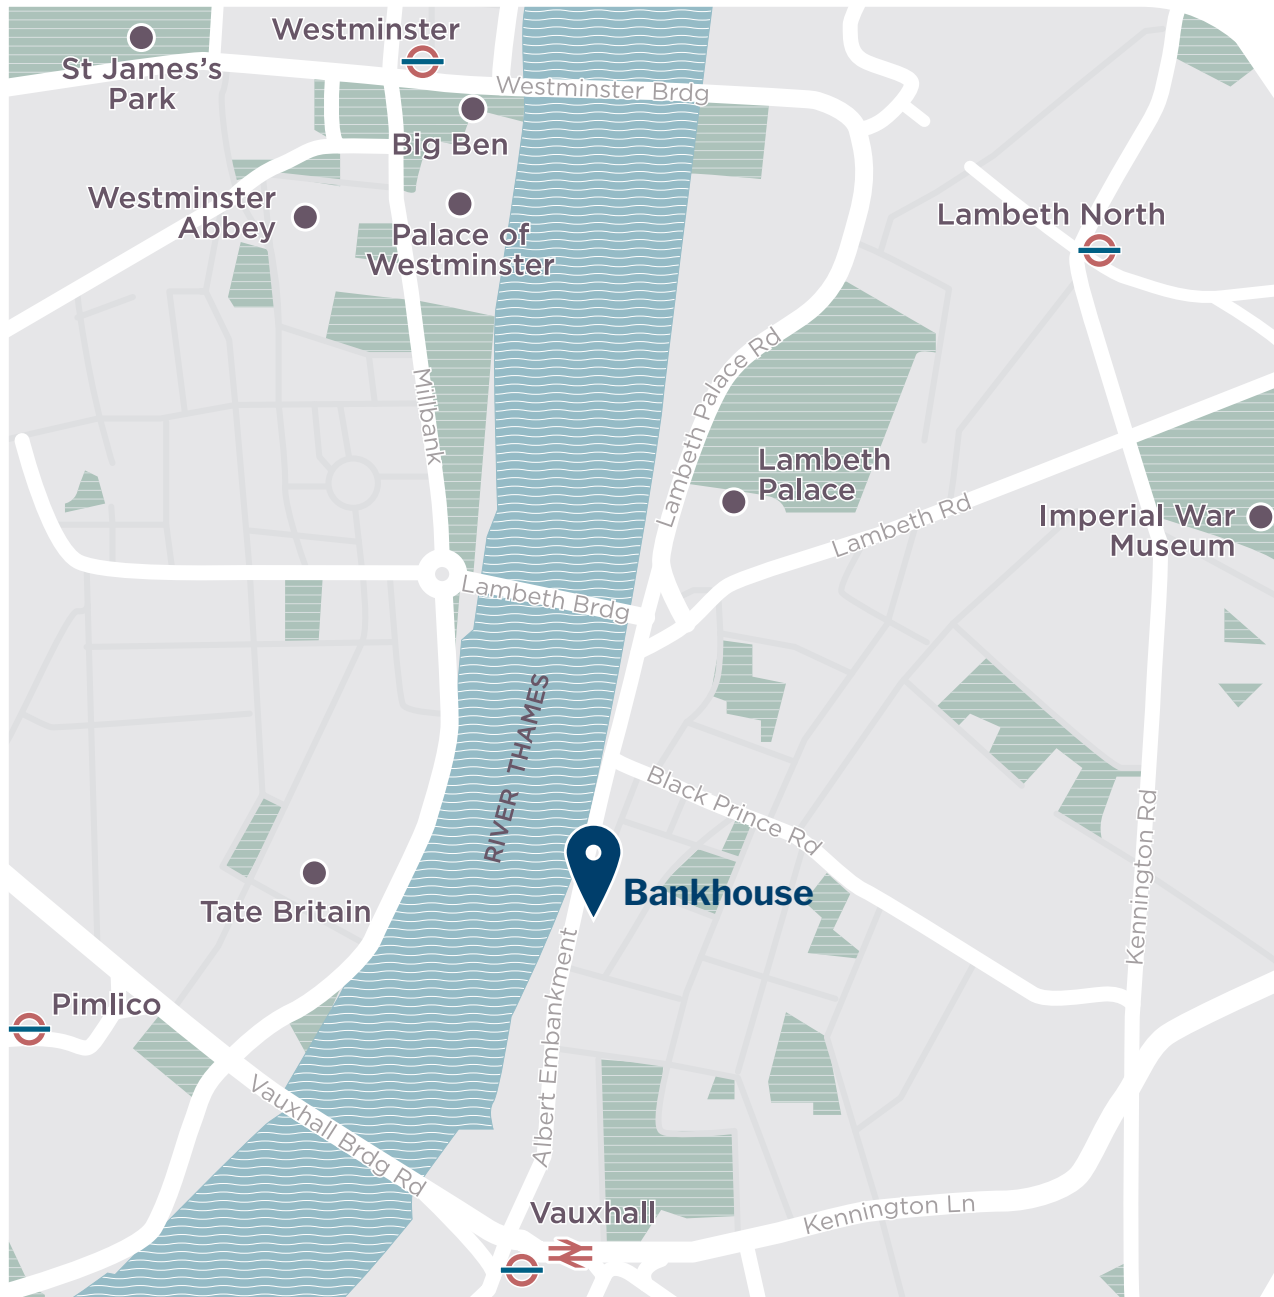 Westminster
St James's
Park
Westminster Brdg
Big Ben
Westminster
Abbey
Palace of
Westminster
Lambeth North
Lambeth Palace Rd
Millbank
Lambeth
Palace
Lambeth Rd
Imperial War
Museum
Lambeth Brdg
RIVER THAMES
Black Prince Rd
Kennington Rd
Bankhouse
Tate Britain
Albert Embankment
Pimlico
Vauxhall Brdg Rd
Vauxhall
Kennington Ln